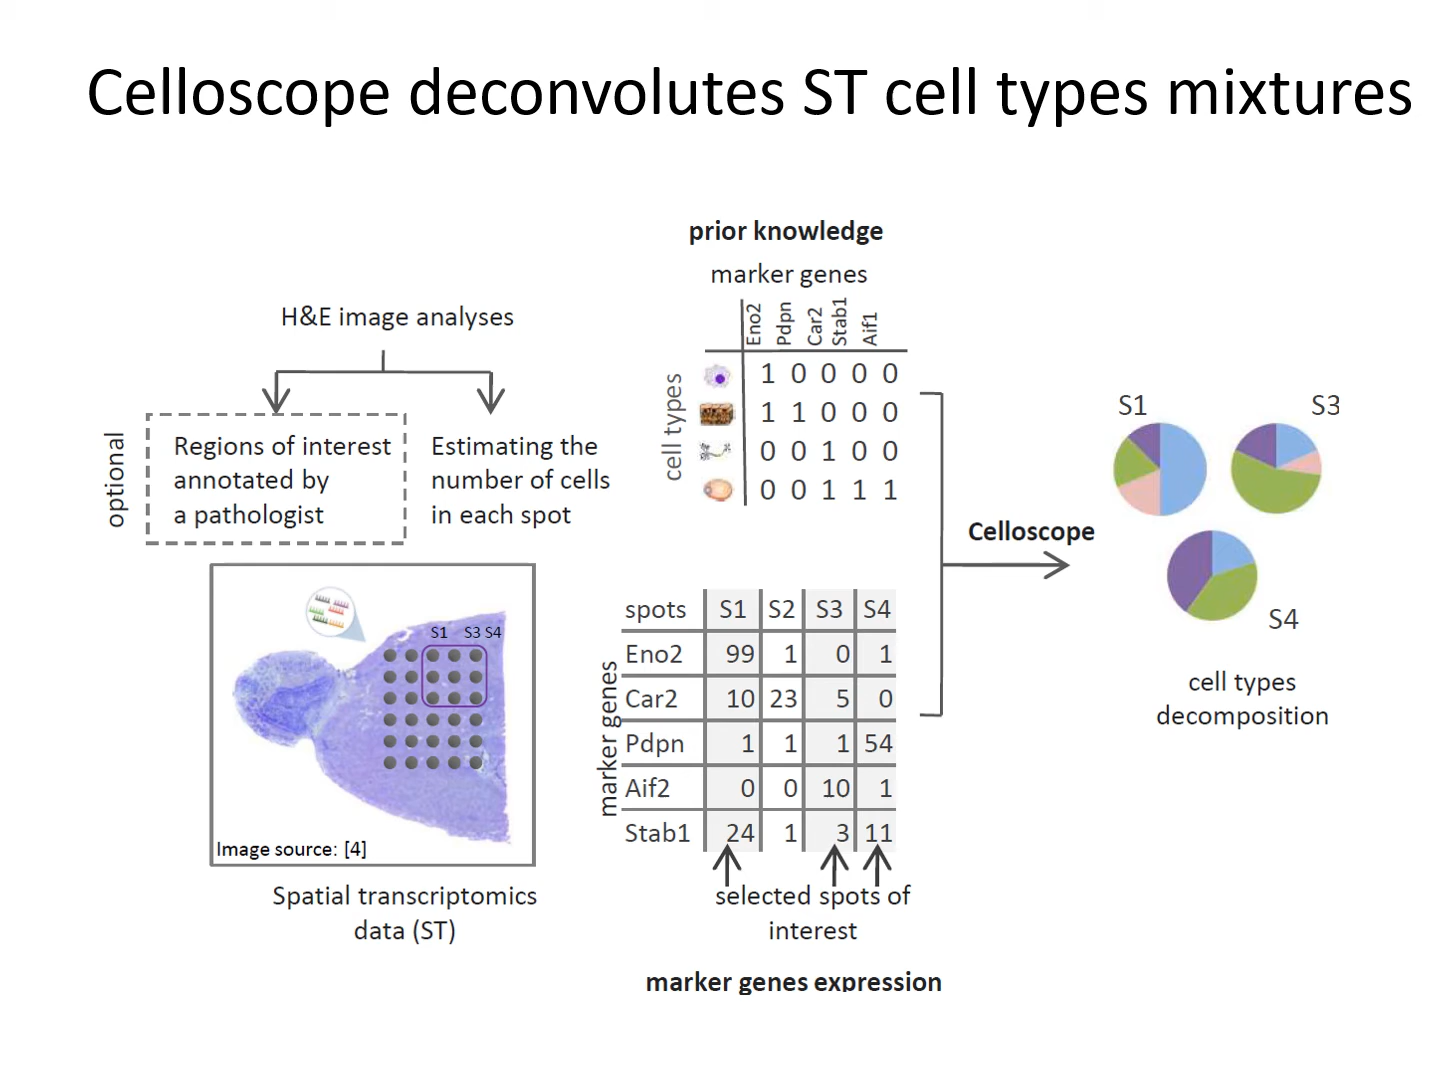 Celloscope deconvolutes ST cell types mixtures
H&E image analyses
optional
Regions of interest
annotated by
a pathologist
Estimating the
number of cells
in each spot
S1 S3 S4
Image source: [4]
Spatial transcriptomics
data (ST)
prior knowledge
marker genes
Eno2 Pdpn Car2 Stab1 Aif1
cell types
1 0 0 0 0
1 1 0 0 0
0 0 1 0 0
0 0 1 1 1
marker genes
spots S1 S2 S3 S4
Eno2 99 1 0 1
Car2 10 23 5 0
Pdpn 1 1 1 54
Aif2 0 0 10 1
Stab1 24 1 3 11
selected spots of
interest
marker genes expression
Celloscope
S1 S3
S4
cell types
decomposition